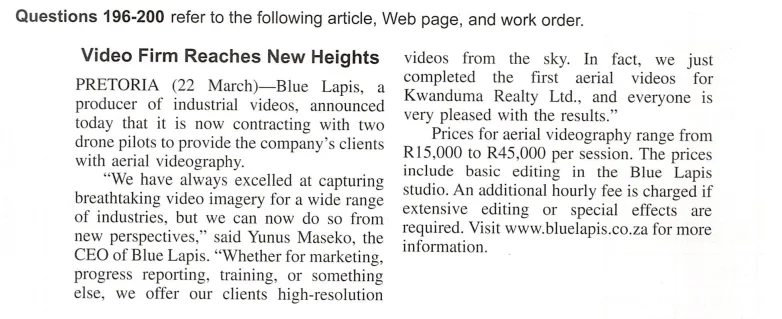 Questions 196-200 refer to the following article, Web page, and work order.
Video Firm Reaches New Heights
PRETORIA (22 March)—Blue Lapis, a
producer of industrial videos, announced
today that it is now contracting with two
drone pilots to provide the company's clients
with aerial videography.
"We have always excelled at capturing
breathtaking video imagery for a wide range
of industries, but we can now do so from
new perspectives," said Yunus Maseko, the
CEO of Blue Lapis. "Whether for marketing,
progress reporting, training, or something
else, we offer our clients high-resolution
videos from the sky. In fact, we just
completed the first aerial videos for
Kwanduma Realty Ltd., and everyone is
very pleased with the results."
Prices for aerial videography range from
R15,000 to R45,000 per session. The prices
include basic editing in the Blue Lapis
studio. An additional hourly fee is charged if
extensive editing or special effects are
required. Visit www.bluelapis.co.za for more
information.